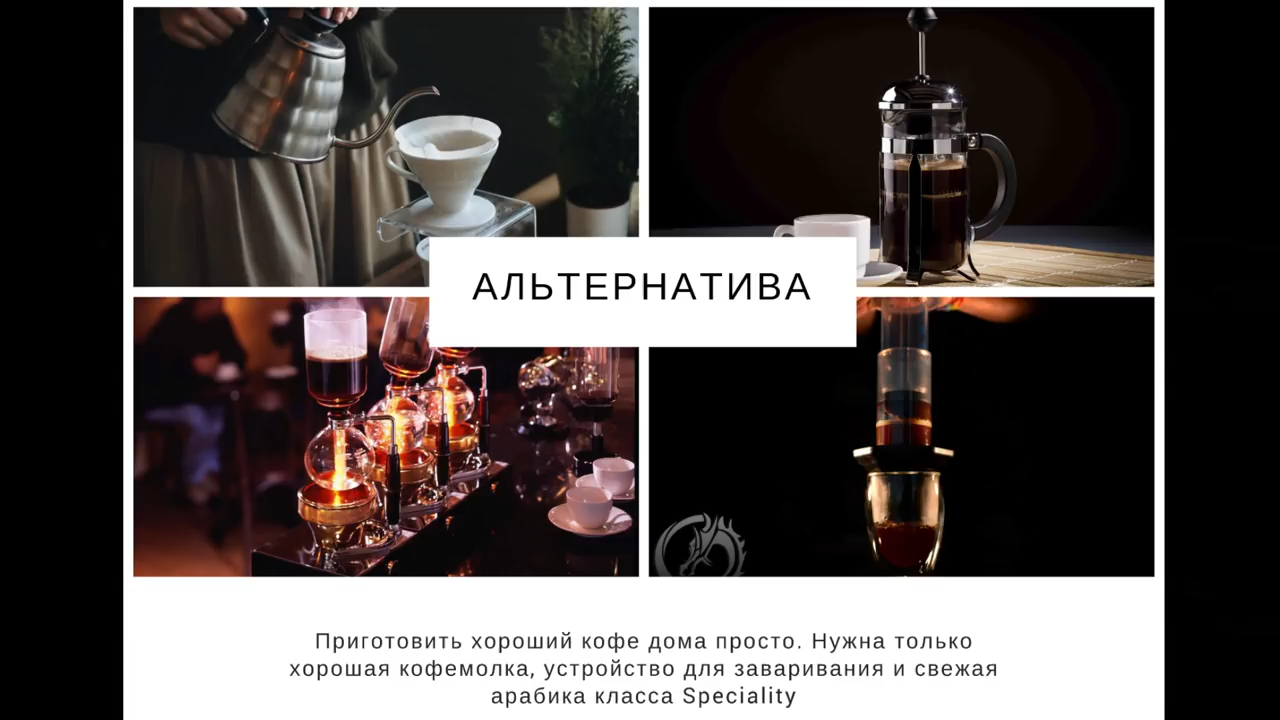 АЛЬТЕРНАТИВА
Приготовить хороший кофе дома просто. Нужна только
хорошая кофемолка, устройство для заваривания и свежая
арабика класса Speciality